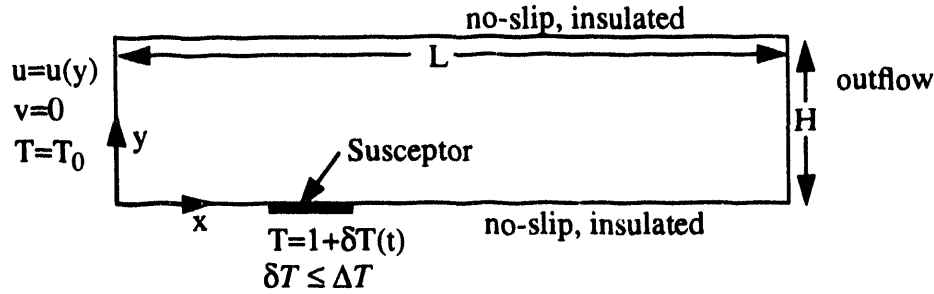 no-slip, insulated
L
u=u(y)
v=0
T=T₀
y
x
Susceptor
H
outflow
T=1+δT(t)
δT ≤ ΔT
no-slip, insulated